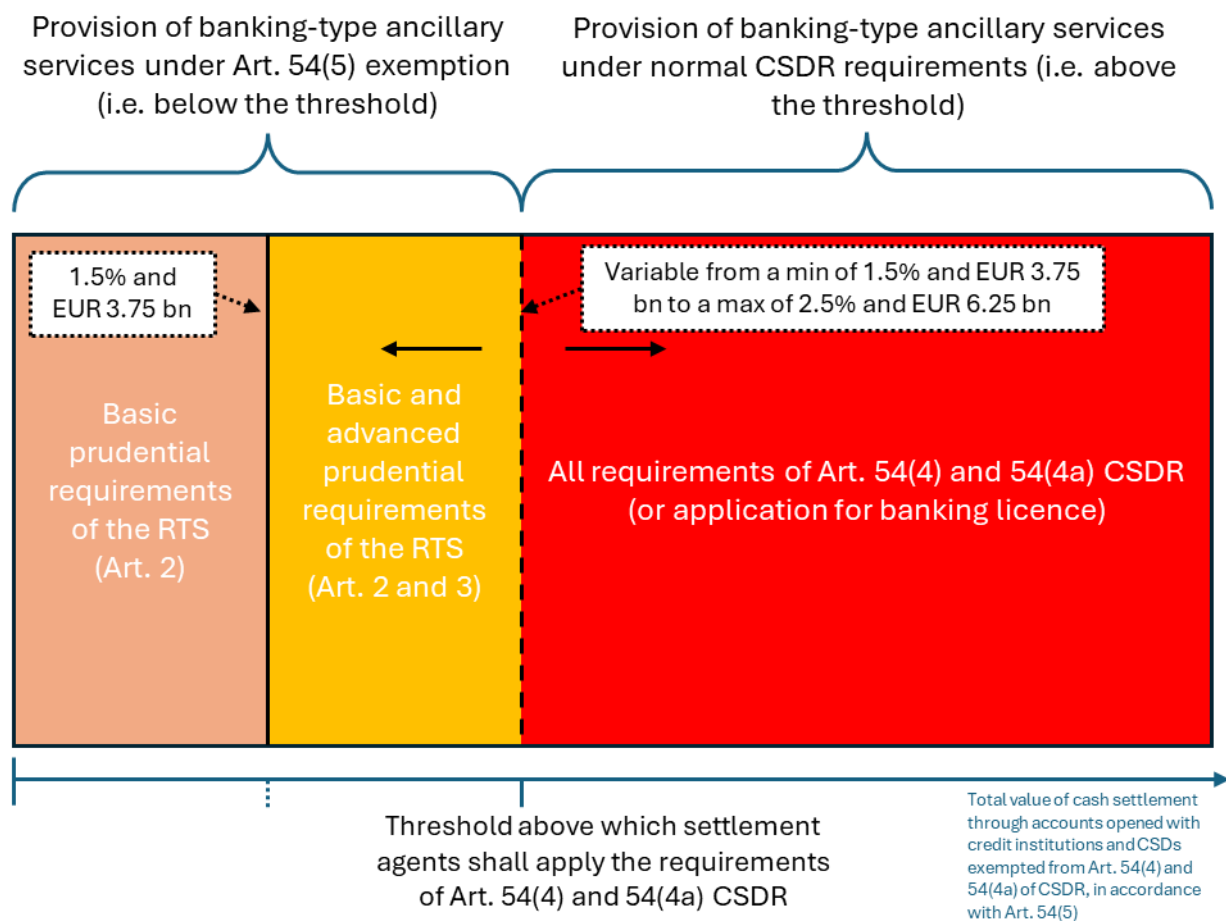 Provision of banking-type ancillary
services under Art. 54(5) exemption
(i.e. below the threshold)
Provision of banking-type ancillary services
under normal CSDR requirements (i.e. above
the threshold)
1.5% and
EUR 3.75 bn
Variable from a min of 1.5% and EUR 3.75
bn to a max of 2.5% and EUR 6.25 bn
Basic
prudential
requirements
of the RTS
(Art. 2)
Basic and
advanced
prudential
requirements
of the RTS
(Art. 2 and 3)
All requirements of Art. 54(4) and 54(4a) CSDR
(or application for banking licence)
Threshold above which settlement
agents shall apply the requirements
of Art. 54(4) and 54(4a) CSDR
Total value of cash settlement
through accounts opened with
credit institutions and CSDs
exempted from Art. 54(4) and
54(4a) of CSDR, in accordance
with Art. 54(5)